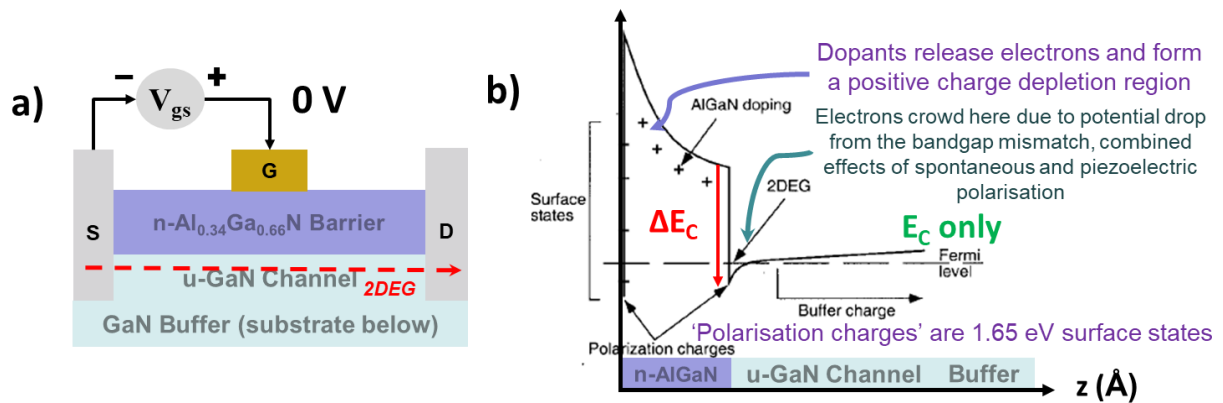 a)
−
+
Vgs
0 V
G
n-Al0.34Ga0.66N Barrier
S
D
u-GaN Channel
2DEG
GaN Buffer (substrate below)
b)
Dopants release electrons and form
a positive charge depletion region
AlGaN doping
Electrons crowd here due to potential drop
from the bandgap mismatch, combined
effects of spontaneous and piezoelectric
polarisation
+
+
+
+
2DEG
Surface
states
ΔEC
EC only
Fermi
level
Buffer charge
'Polarisation charges' are 1.65 eV surface states
Polarization charges
n-AlGaN
u-GaN Channel
Buffer
z (Å)